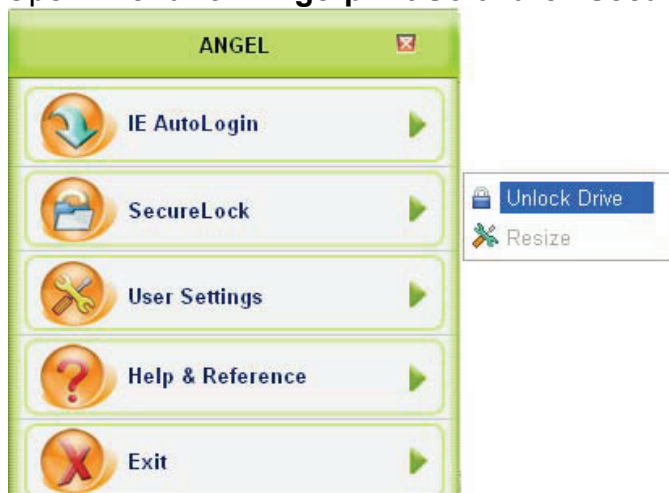 ANGEL
IE AutoLogin
SecureLock
Unlock Drive
Resize
User Settings
Help & Reference
Exit